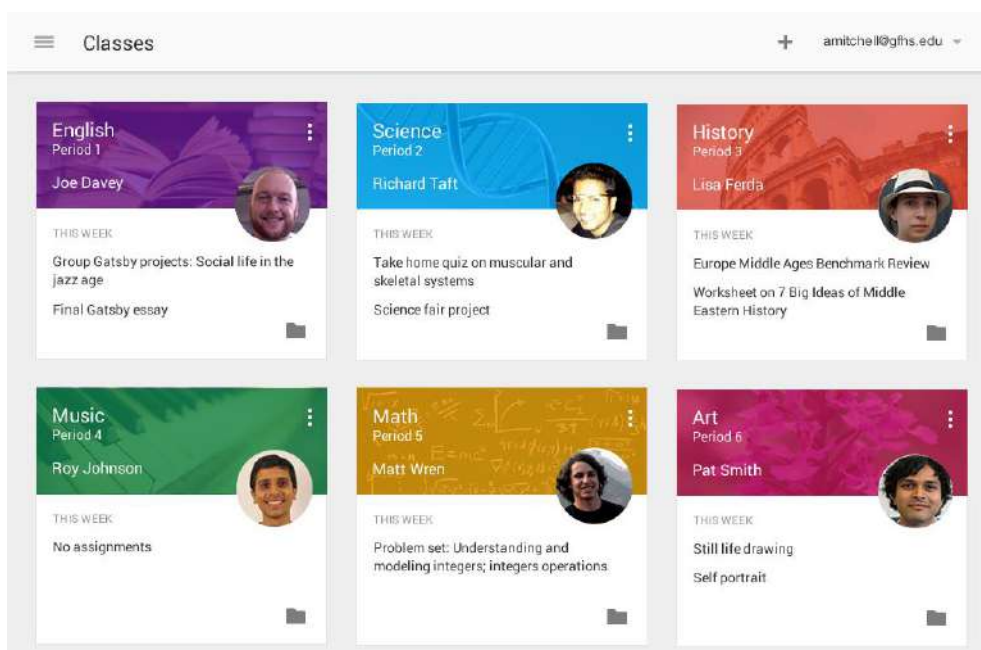 Classes
+ amitchell@gfhs.edu
English
Period 1
Joe Davey
THIS WEEK
Group Gatsby projects: Social life in the
jazz age
Final Gatsby essay
Science
Period 2
Richard Taft
THIS WEEK
Take home quiz on muscular and
skeletal systems
Science fair project
History
Period 3
Lisa Ferda
THIS WEEK
Europe Middle Ages Benchmark Review
Worksheet on 7 Big Ideas of Middle
Eastern History
Music
Period 4
Roy Johnson
THIS WEEK
No assignments
Math
Period 5
Matt Wren
THIS WEEK
Problem set: Understanding and
modeling integers; integers operations
Art
Period 6
Pat Smith
THIS WEEK
Still life drawing
Self portrait